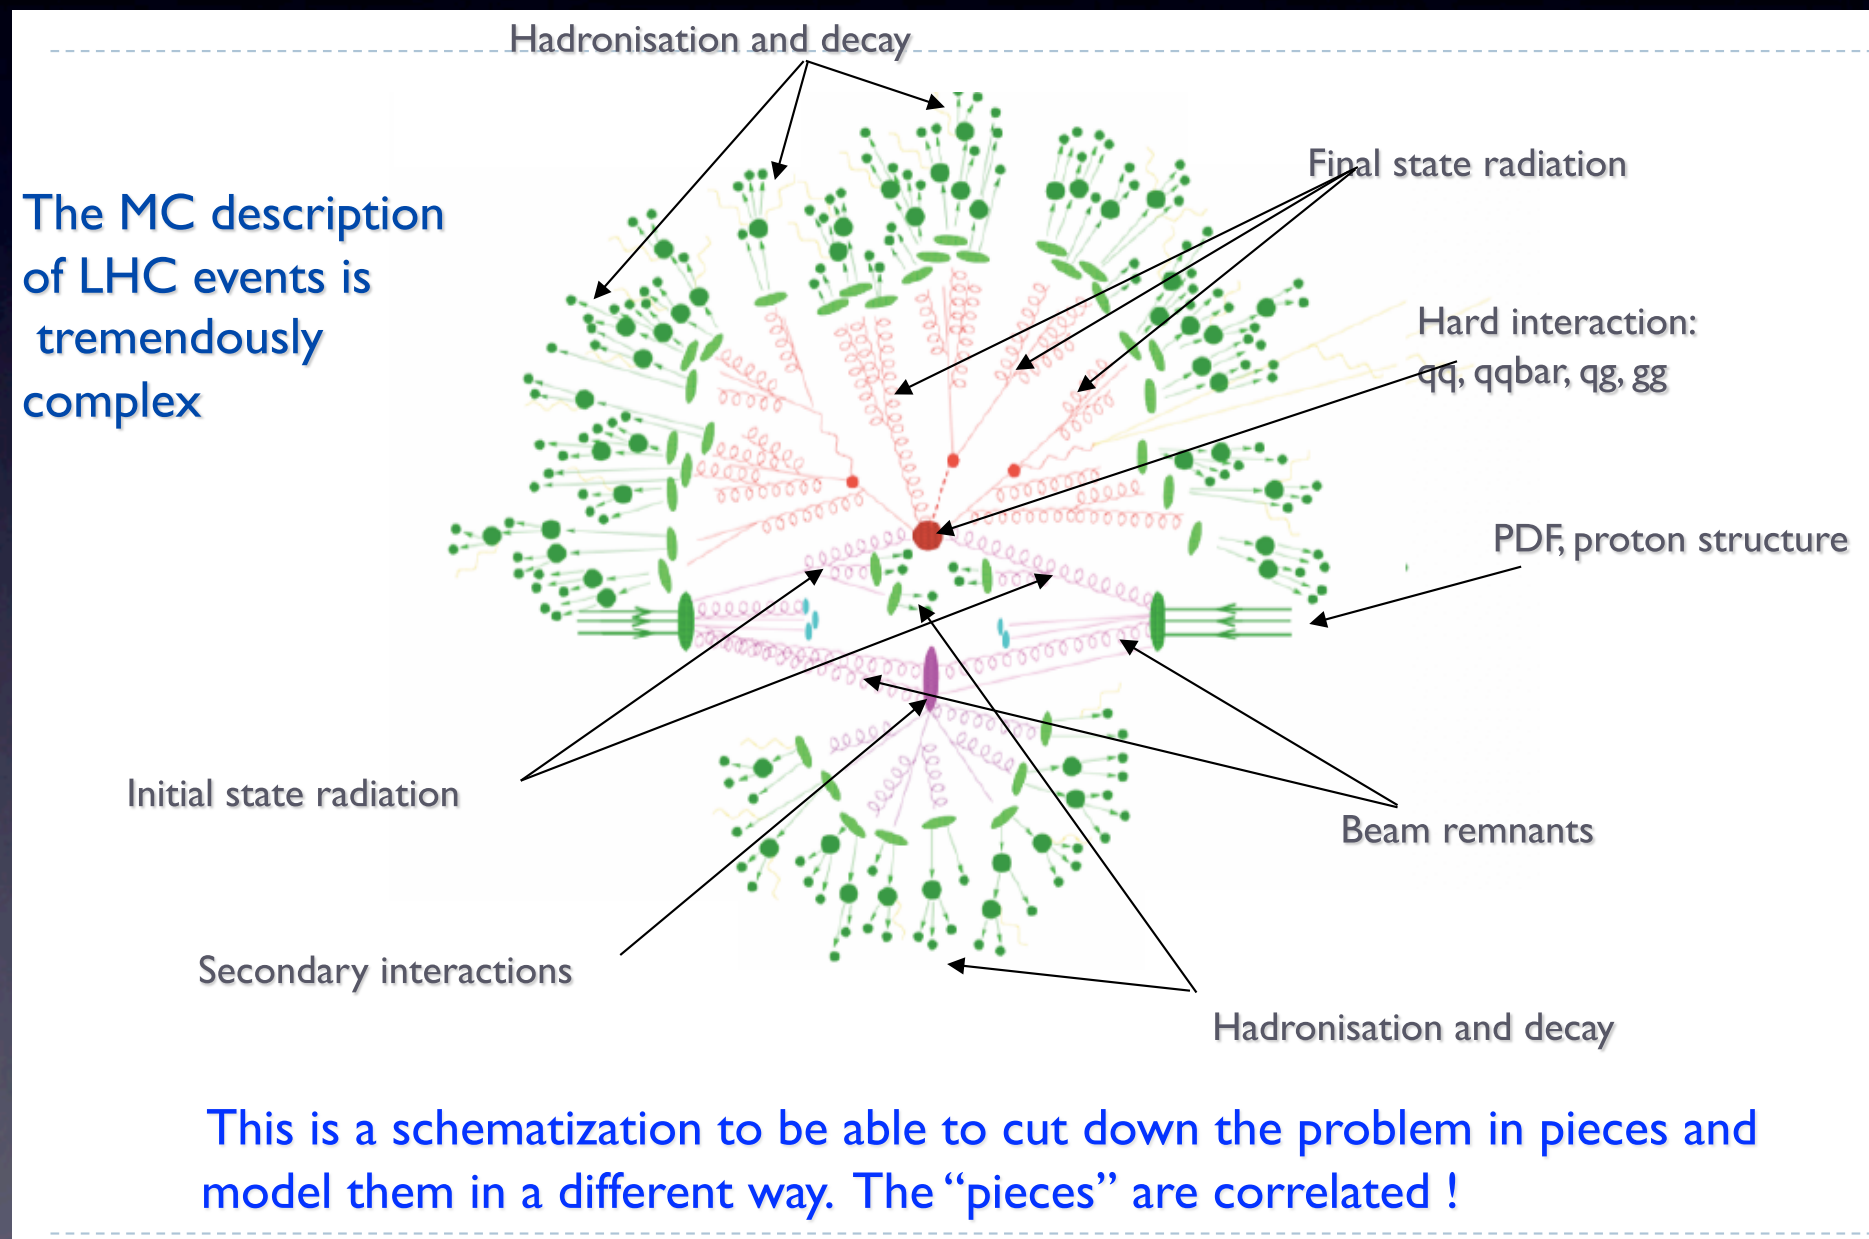 Hadronisation and decay
Final state radiation
The MC description
of LHC events is
tremendously
complex
Hard interaction:
qq, qqbar, qg, gg
PDF, proton structure
Initial state radiation
Beam remnants
Secondary interactions
Hadronisation and decay
This is a schematization to be able to cut down the problem in pieces and
model them in a different way. The “pieces” are correlated !